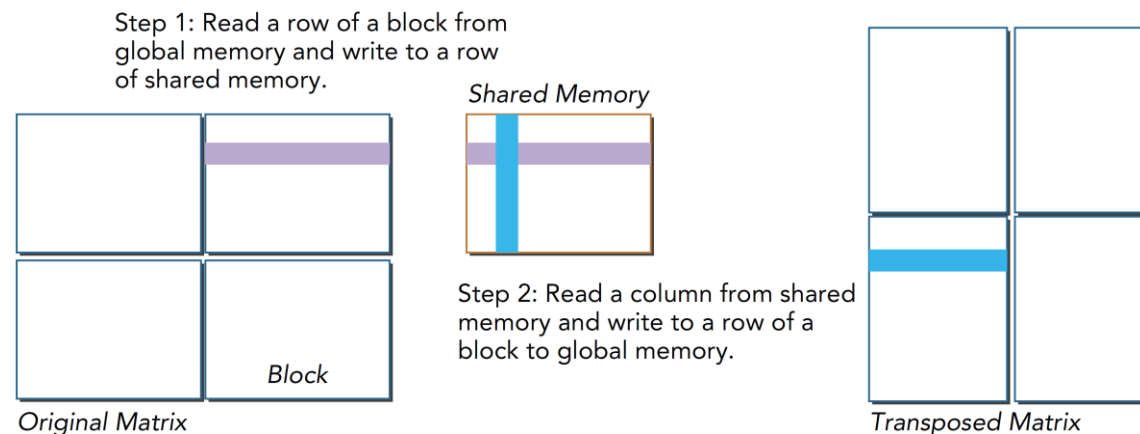 Step 1: Read a row of a block from
global memory and write to a row
of shared memory.
Shared Memory
Step 2: Read a column from shared
memory and write to a row of a
block to global memory.
Block
Original Matrix
Transposed Matrix